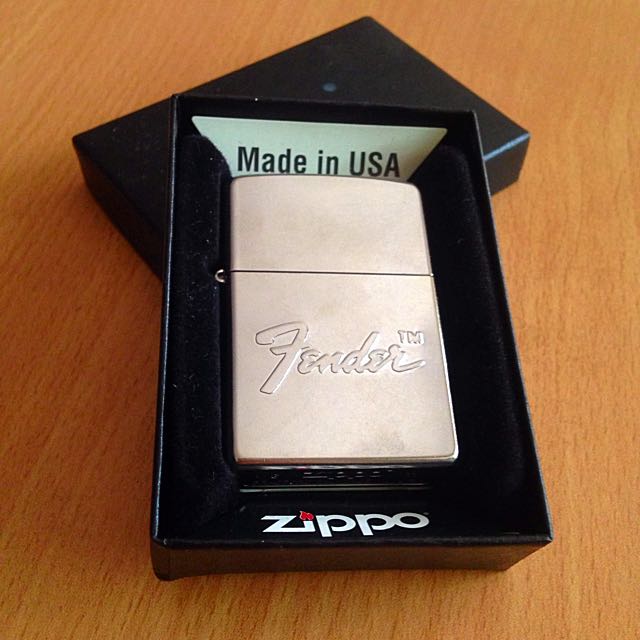 Made in USA
Fender™
zippo